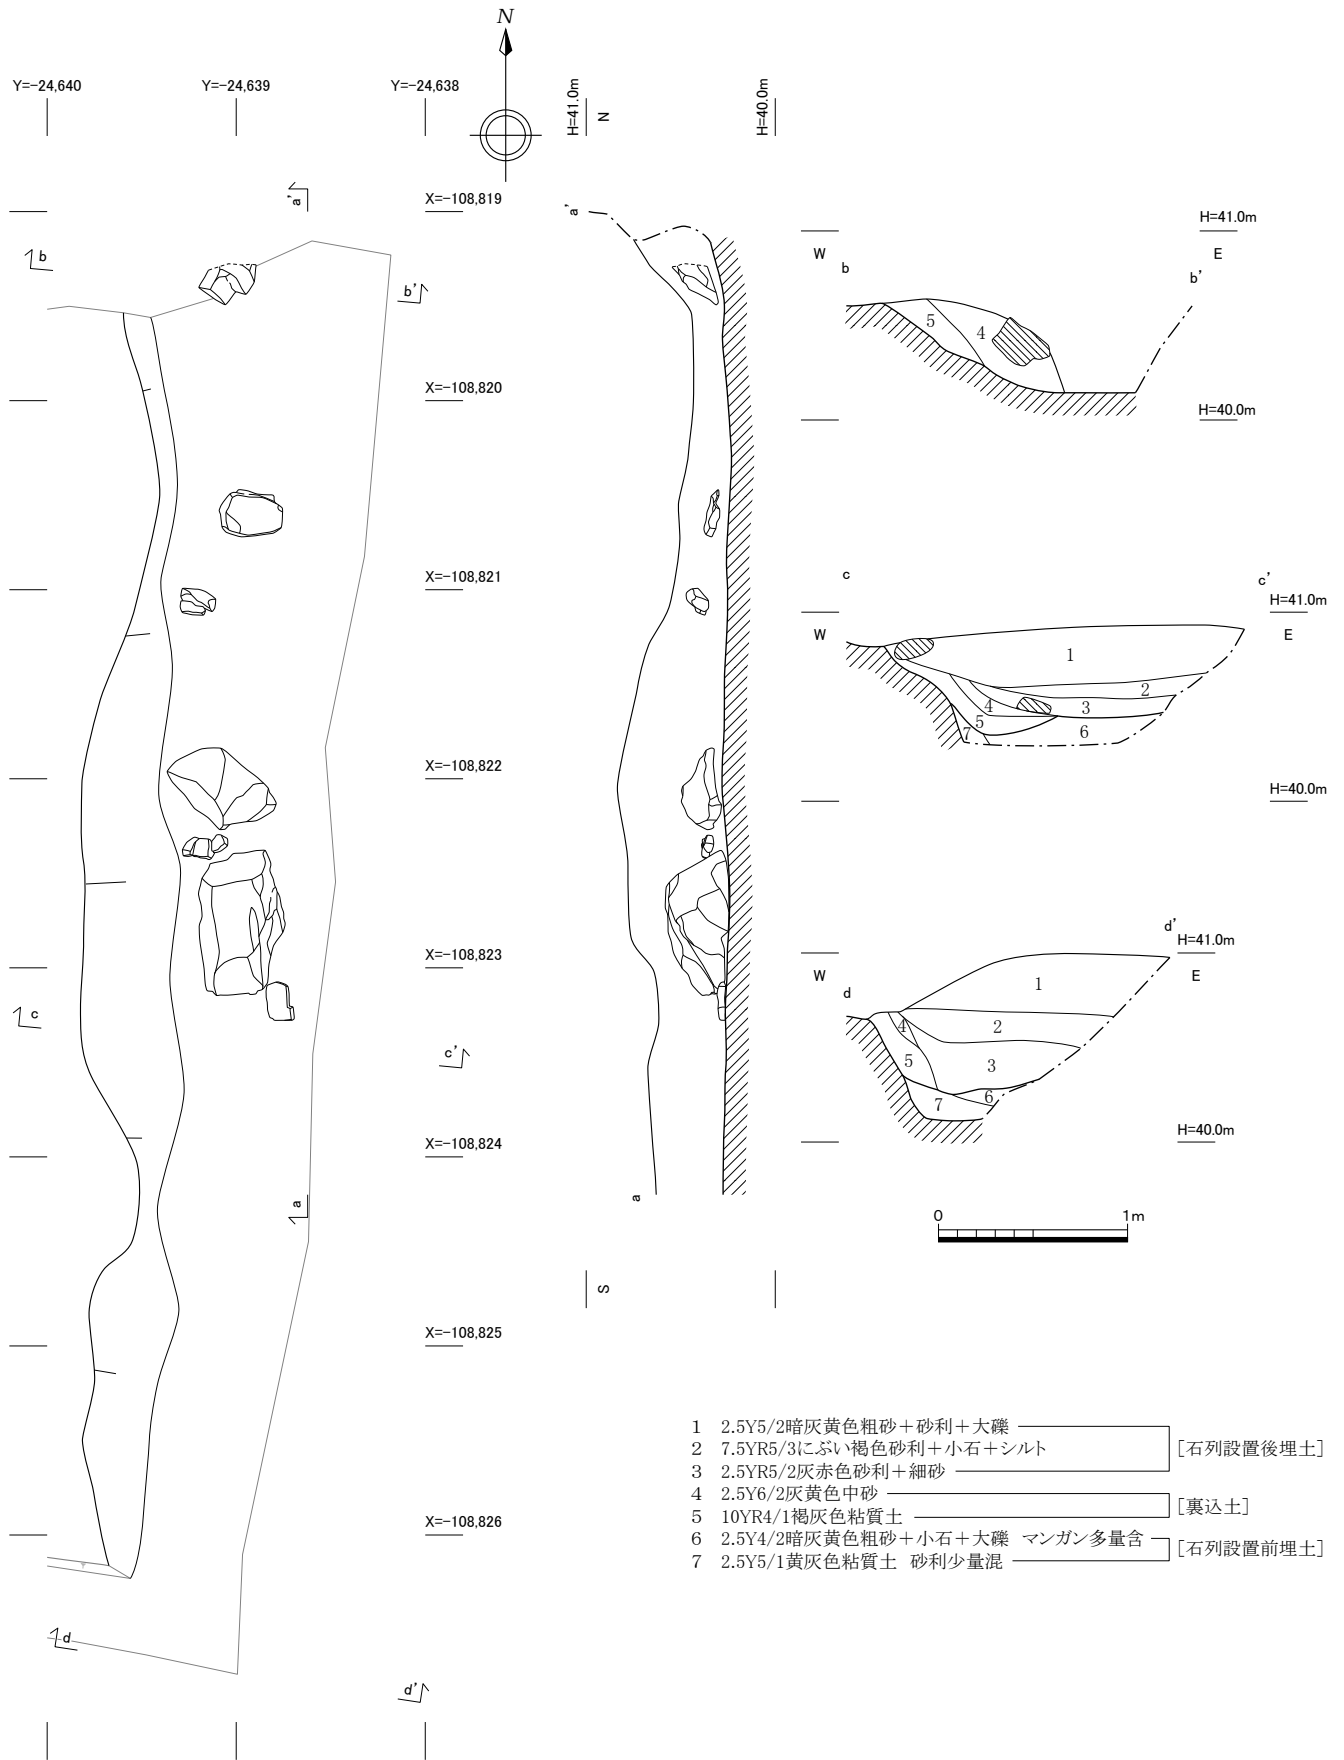 N
Y=-24,640
Y=-24,639
Y=-24,638
H=41.0m
N
H=40.0m
a'
X=-108,819
a'
b
b'
X=-108,820
X=-108,821
X=-108,822
X=-108,823
c
c'
X=-108,824
a
a
X=-108,825
S
X=-108,826
d
d'
H=41.0m
W
E
b
b'
5
4
H=40.0m
c
c'
H=41.0m
W
E
1
2
3
4
5
6
7
H=40.0m
d'
H=41.0m
W
E
d
1
2
3
4
5
6
7
H=40.0m
0
1m
1 2.5Y5/2暗灰黄色粗砂＋砂利＋大礫
2 7.5YR5/3にぶい褐色砂利＋小石＋シルト
3 2.5YR5/2灰赤色砂利＋細砂
[石列設置後埋土]
4 2.5Y6/2灰黄色中砂
5 10YR4/1褐灰色粘質土
[裏込土]
6 2.5Y4/2暗灰黄色粗砂＋小石＋大礫 マンガン多量含
7 2.5Y5/1黄灰色粘質土 砂利少量混
[石列設置前埋土]